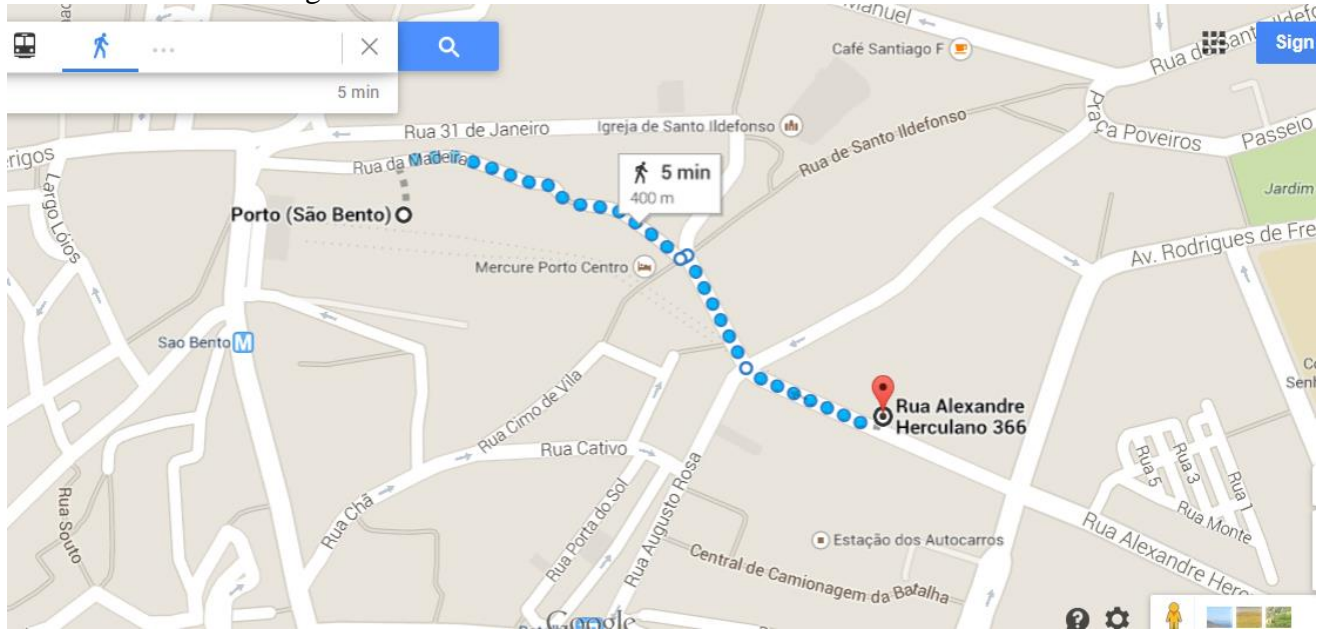 Café Santiago F
Sign
5 min
Rua 31 de Janeiro
Igreja de Santo Ildefonso
Rua de Santo Ildefonso
Praça Poveiros
Passeio
Rua da Madeira
5 min
400 m
Jardim
Largo Lóios
Porto (São Bento)
Av. Rodrigues de Fre
Mercure Porto Centro
Sao Bento M
Rua Cimo de Vila
Rua Alexandre
Herculano 366
Rua Cativo
Rua Chã
Rua Souto
Rua Porta do Sol
Rua Augusto Rosa
Rua 5
Rua 3
Rua 1
Rua Monte
Estação dos Autocarros
Central de Camionagem da Batalha
Rua Alexandre Herc
Google